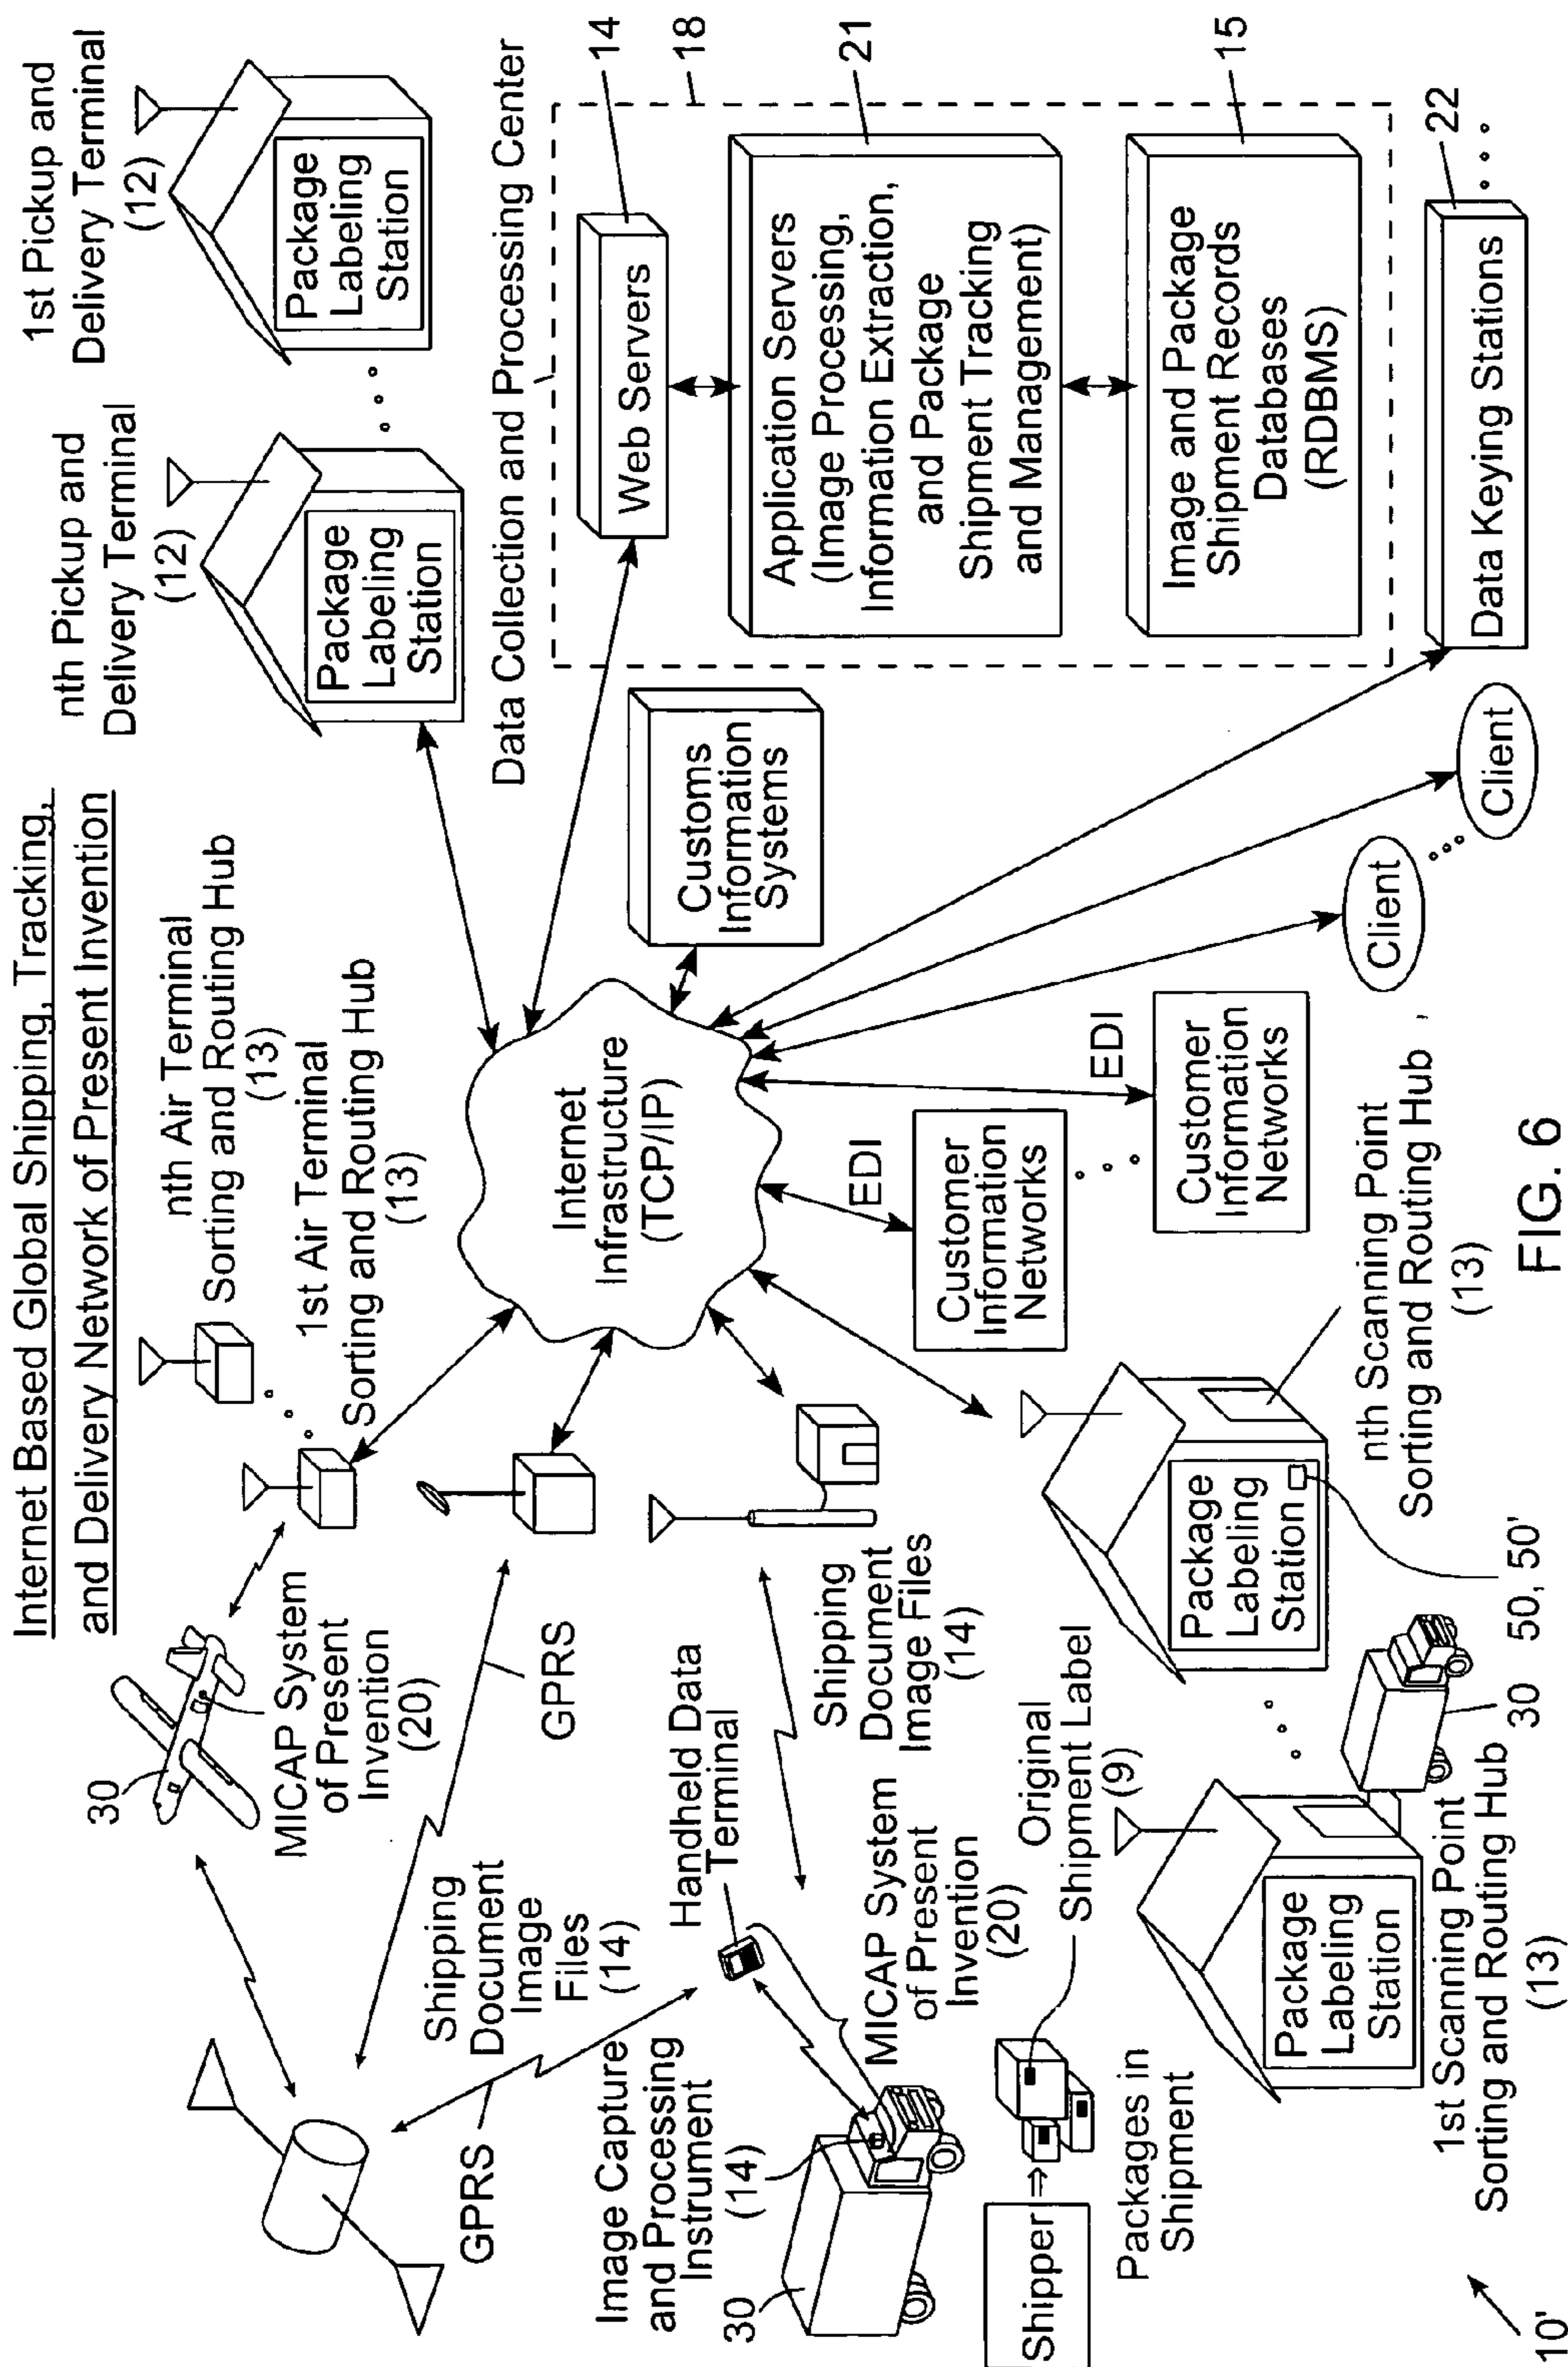 Internet Based Global Shipping, Tracking,
and Delivery Network of Present Invention
30
MICAP System
of Present
Invention
(20)
nth Air Terminal
Sorting and Routing Hub
(13)
1st Air Terminal
Sorting and Routing Hub
(13)
nth Pickup and
Delivery Terminal
(12)
Package
Labeling
Station
1st Pickup and
Delivery Terminal
(12)
Package
Labeling
Station
GPRS
Shipping
Document
Image
Files
(14)
GPRS
Internet
Infrastructure
(TCP/IP)
Data Collection and Processing Center
Web Servers
14
18
Application Servers
(Image Processing,
Information Extraction,
and Package
Shipment Tracking
and Management)
21
Image and Package
Shipment Records
Databases
(RDBMS)
15
Data Keying Stations
22
Customs
Information
Systems
Image Capture
and Processing
Instrument
(14)
30
Handheld Data
Terminal
MICAP System
of Present
Invention
(20)
Shipping
Document
Image Files
(14)
EDI
Customer
Information
Networks
EDI
Customer
Information
Networks
Client
Client
Shipper
Packages in
Shipment
Original
Shipment Label
(9)
Package
Labeling
Station
1st Scanning Point
Sorting and Routing Hub
(13)
30
Package
Labeling
Station
50, 50'
nth Scanning Point
Sorting and Routing Hub
(13)
10'
FIG. 6